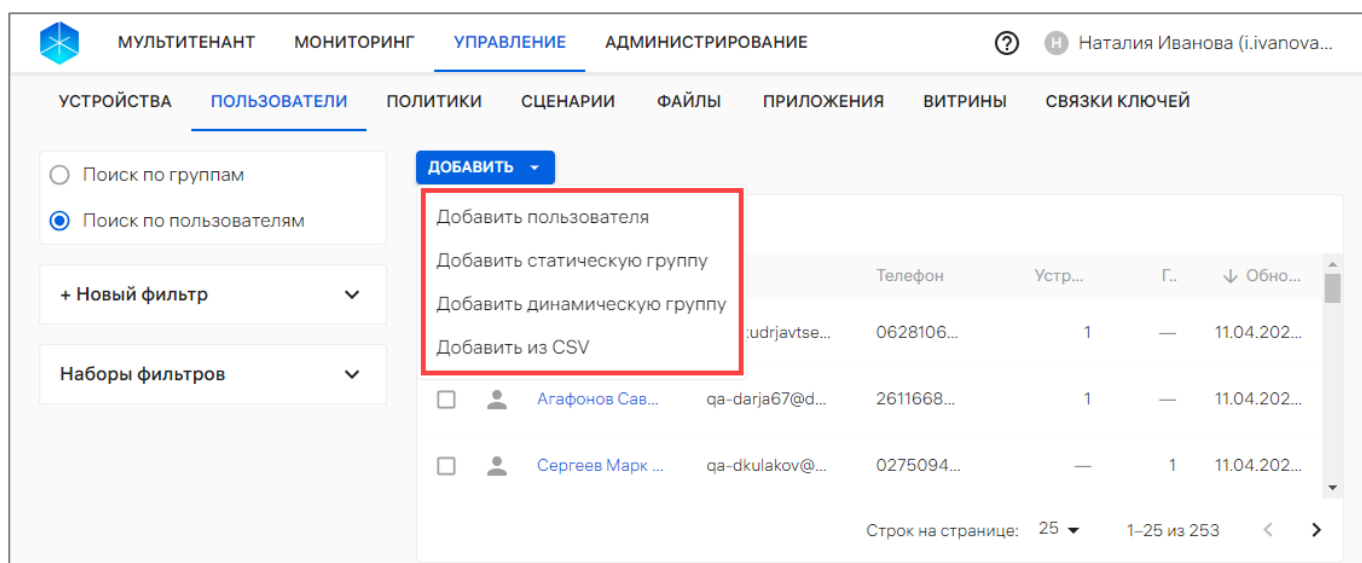 МУЛЬТИТЕНАНТ МОНИТОРИНГ УПРАВЛЕНИЕ АДМИНИСТРИРОВАНИЕ Н Наталия Иванова (i.ivanova...
УСТРОЙСТВА ПОЛЬЗОВАТЕЛИ ПОЛИТИКИ СЦЕНАРИИ ФАЙЛЫ ПРИЛОЖЕНИЯ ВИТРИНЫ СВЯЗКИ КЛЮЧЕЙ
Поиск по группам
Поиск по пользователям
+ Новый фильтр
Наборы фильтров
ДОБАВИТЬ
Добавить пользователя
Добавить статическую группу
Добавить динамическую группу
Добавить из CSV
Телефон Устр... Г.. Обно...
udrjavtse... 0628106... 1 — 11.04.202...
Агафонов Сав... qa-darja67@d... 2611668... 1 — 11.04.202...
Сергеев Марк ... qa-dkulakov@... 0275094... — 1 11.04.202...
Строк на странице: 25 1–25 из 253